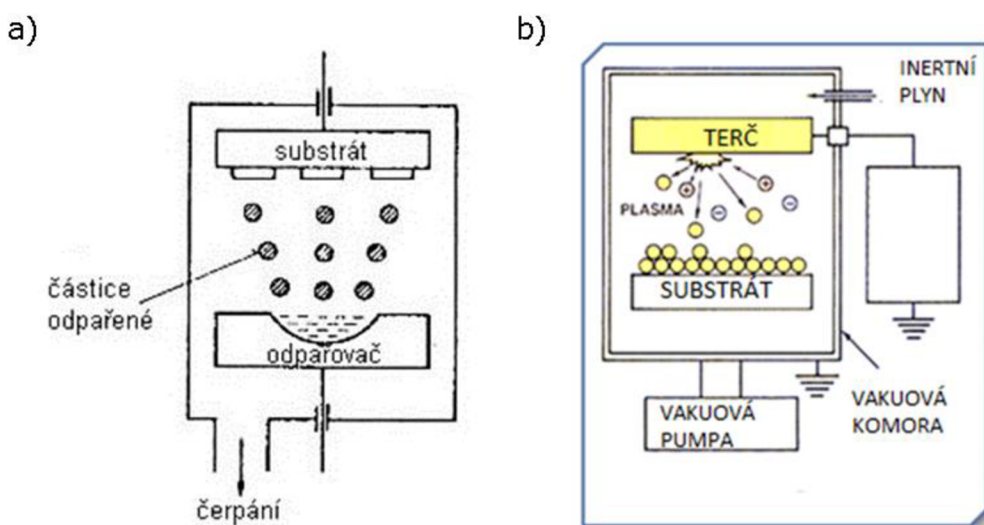 a)
substrát
částice
odpařené
odparovač
čerpání
b)
INERTNÍ
PLYN
TERČ
PLASMA
+
+
-
-
SUBSTRÁT
VAKUOVÁ
PUMPA
VAKUOVÁ
KOMORA